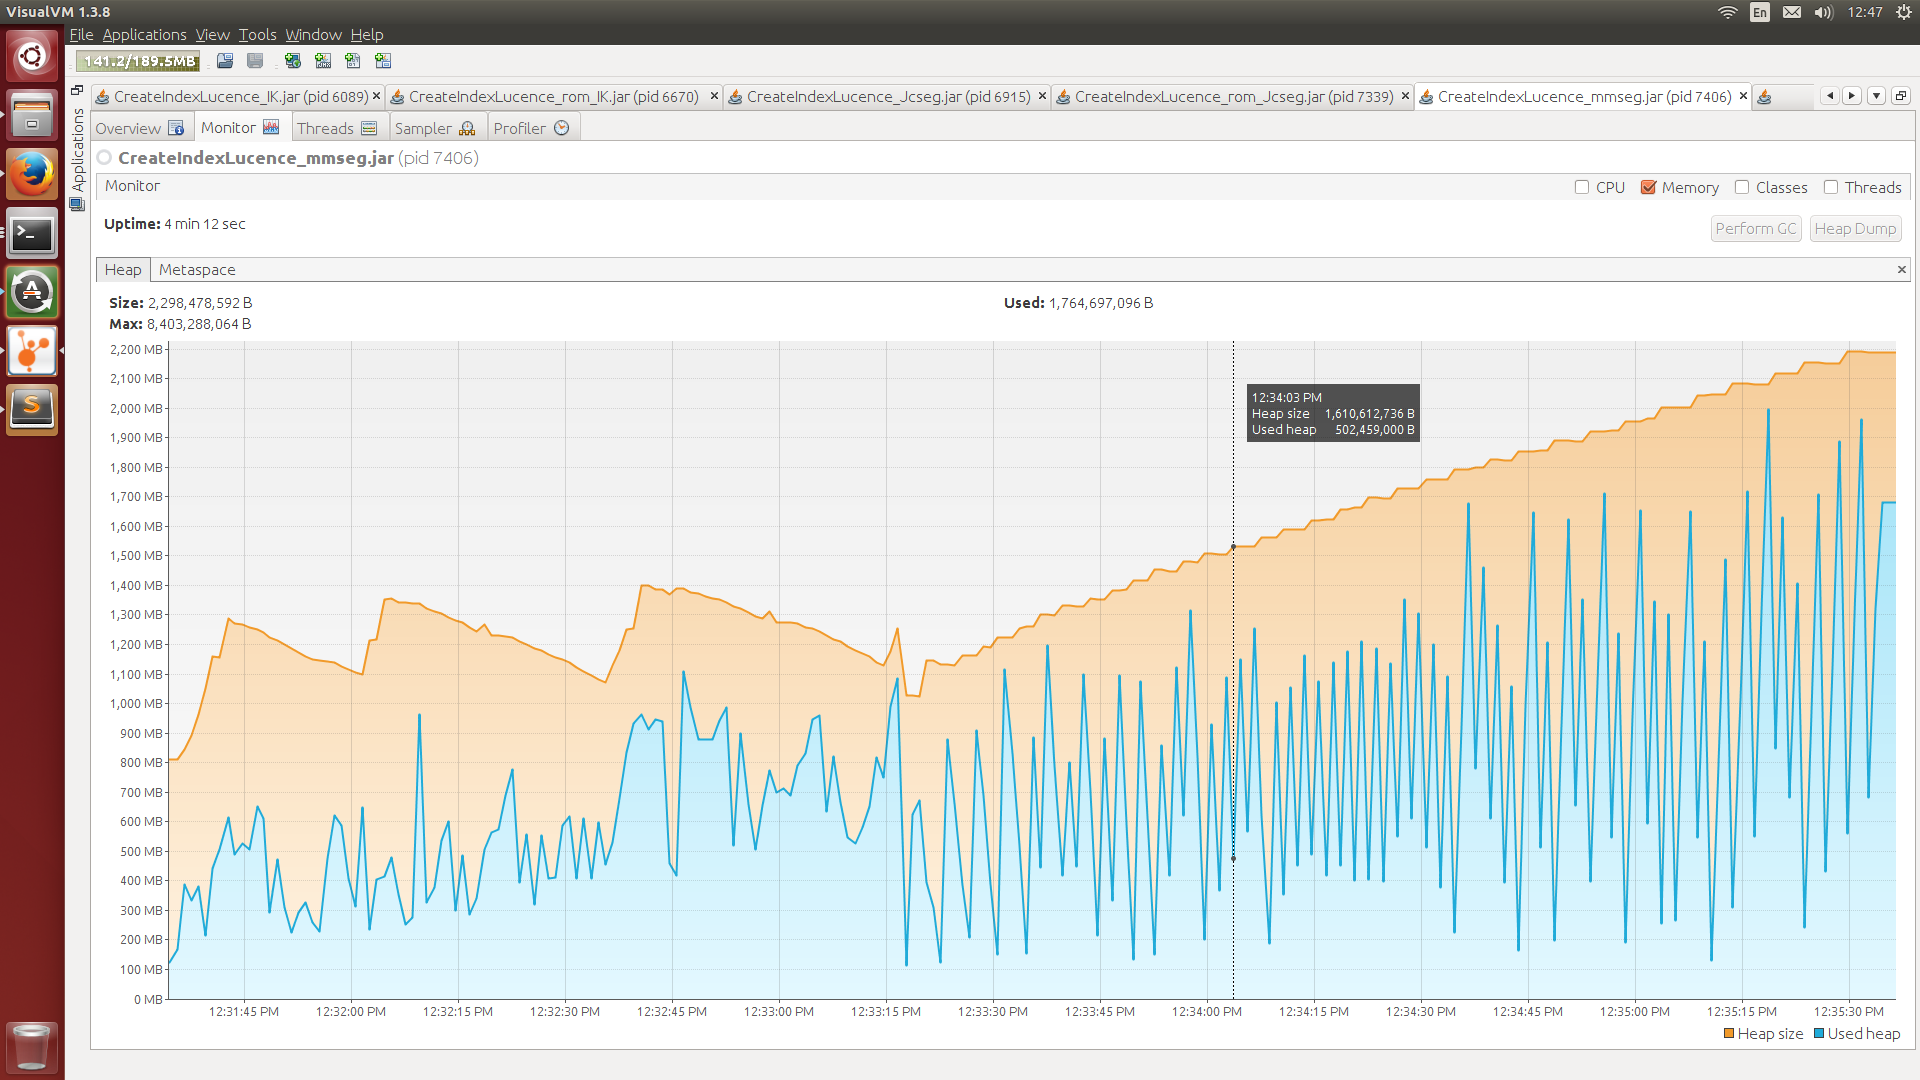 VisualVM 1.3.8
En
12:47
File Applications View Tools Window Help
141.2/189.5MB
CreateIndexLucence_IK.jar (pid 6089)
CreateIndexLucence_rom_IK.jar (pid 6670)
CreateIndexLucence_Jcseg.jar (pid 6915)
CreateIndexLucence_rom_Jcseg.jar (pid 7339)
CreateIndexLucence_mmseg.jar (pid 7406)
Applications
Overview
Monitor
Threads
Sampler
Profiler
CreateIndexLucence_mmseg.jar (pid 7406)
Monitor
CPU Memory Classes Threads
Uptime: 4 min 12 sec
Perform GC Heap Dump
Heap Metaspace
Size: 2,298,478,592 B
Used: 1,764,697,096 B
Max: 8,403,288,064 B
2,200 MB
2,100 MB
2,000 MB
1,900 MB
1,800 MB
1,700 MB
1,600 MB
1,500 MB
1,400 MB
1,300 MB
1,200 MB
1,100 MB
1,000 MB
900 MB
800 MB
700 MB
600 MB
500 MB
400 MB
300 MB
200 MB
100 MB
0 MB
12:34:03 PM
Heap size 1,610,612,736 B
Used heap 502,459,000 B
12:31:45 PM 12:32:00 PM 12:32:15 PM 12:32:30 PM 12:32:45 PM 12:33:00 PM 12:33:15 PM 12:33:30 PM 12:33:45 PM 12:34:00 PM 12:34:15 PM 12:34:30 PM 12:34:45 PM 12:35:00 PM 12:35:15 PM 12:35:30 PM
Heap size Used heap